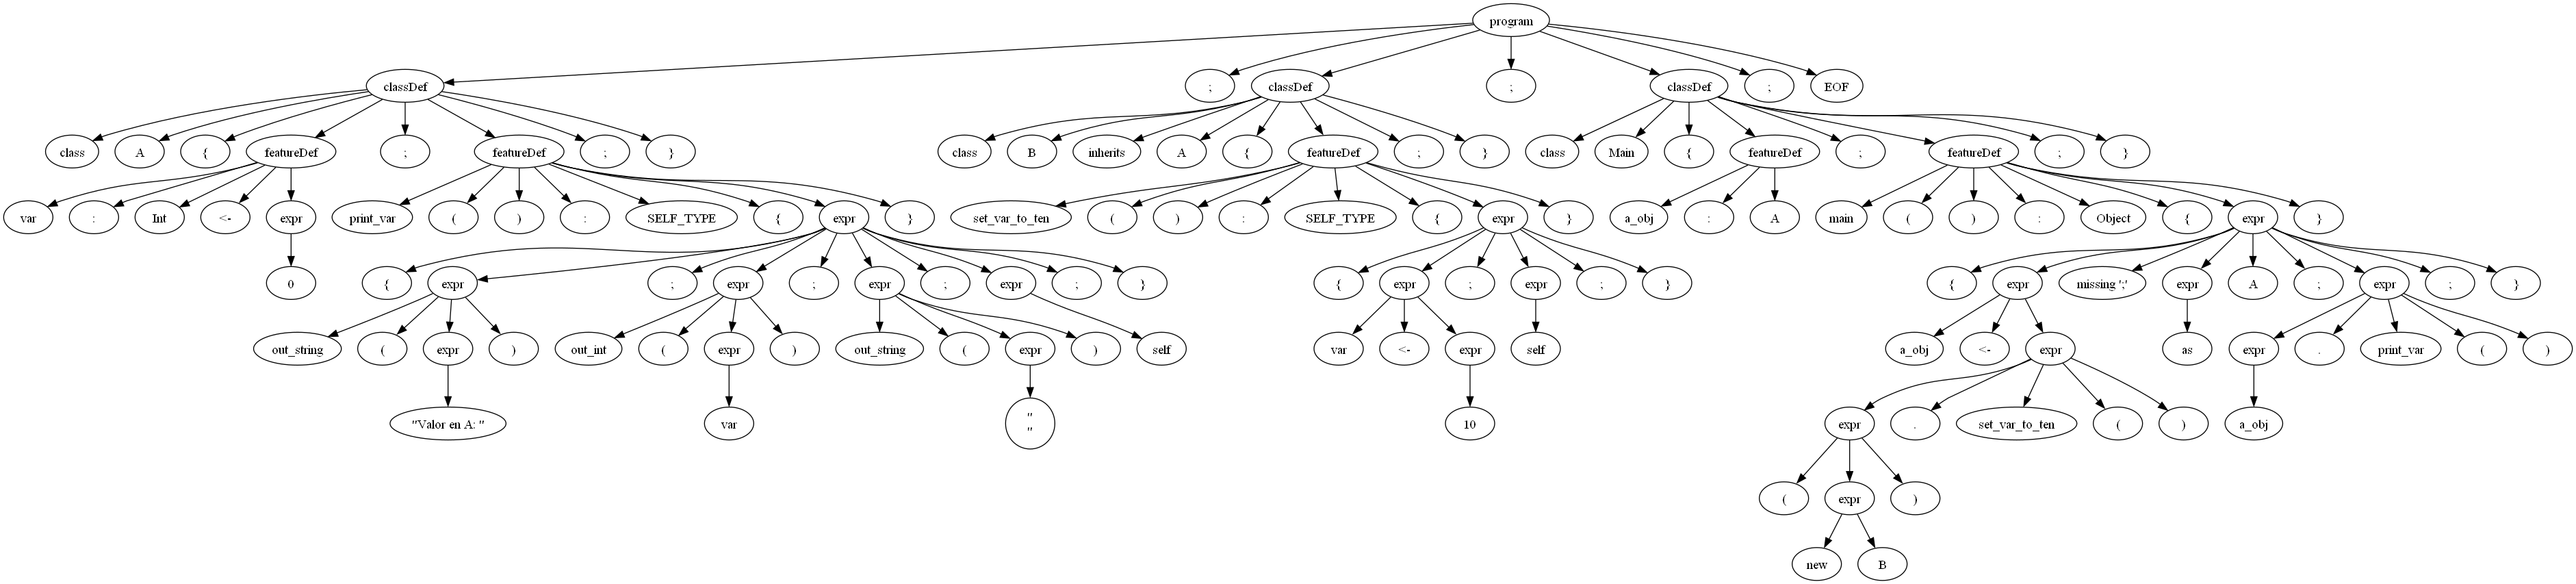 program
classDef ; classDef ; classDef ; EOF
class A { featureDef ; featureDef ; } class B inherits A { featureDef ; } class Main { featureDef ; featureDef ; }
var : Int <- expr print_var ( ) : SELF_TYPE { expr } set_var_to_ten ( ) : SELF_TYPE { expr } a_obj : A main ( ) : Object { expr }
0 { expr ; expr ; expr ; expr ; } { expr ; expr ; } { expr missing ';' expr A ; expr ; }
out_string ( expr ) out_int ( expr ) out_string ( expr ) self var <- expr self a_obj <- expr as expr . print_var ( )
"Valor en A: " var "
" 10 expr . set_var_to_ten ( ) a_obj
( expr )
new B